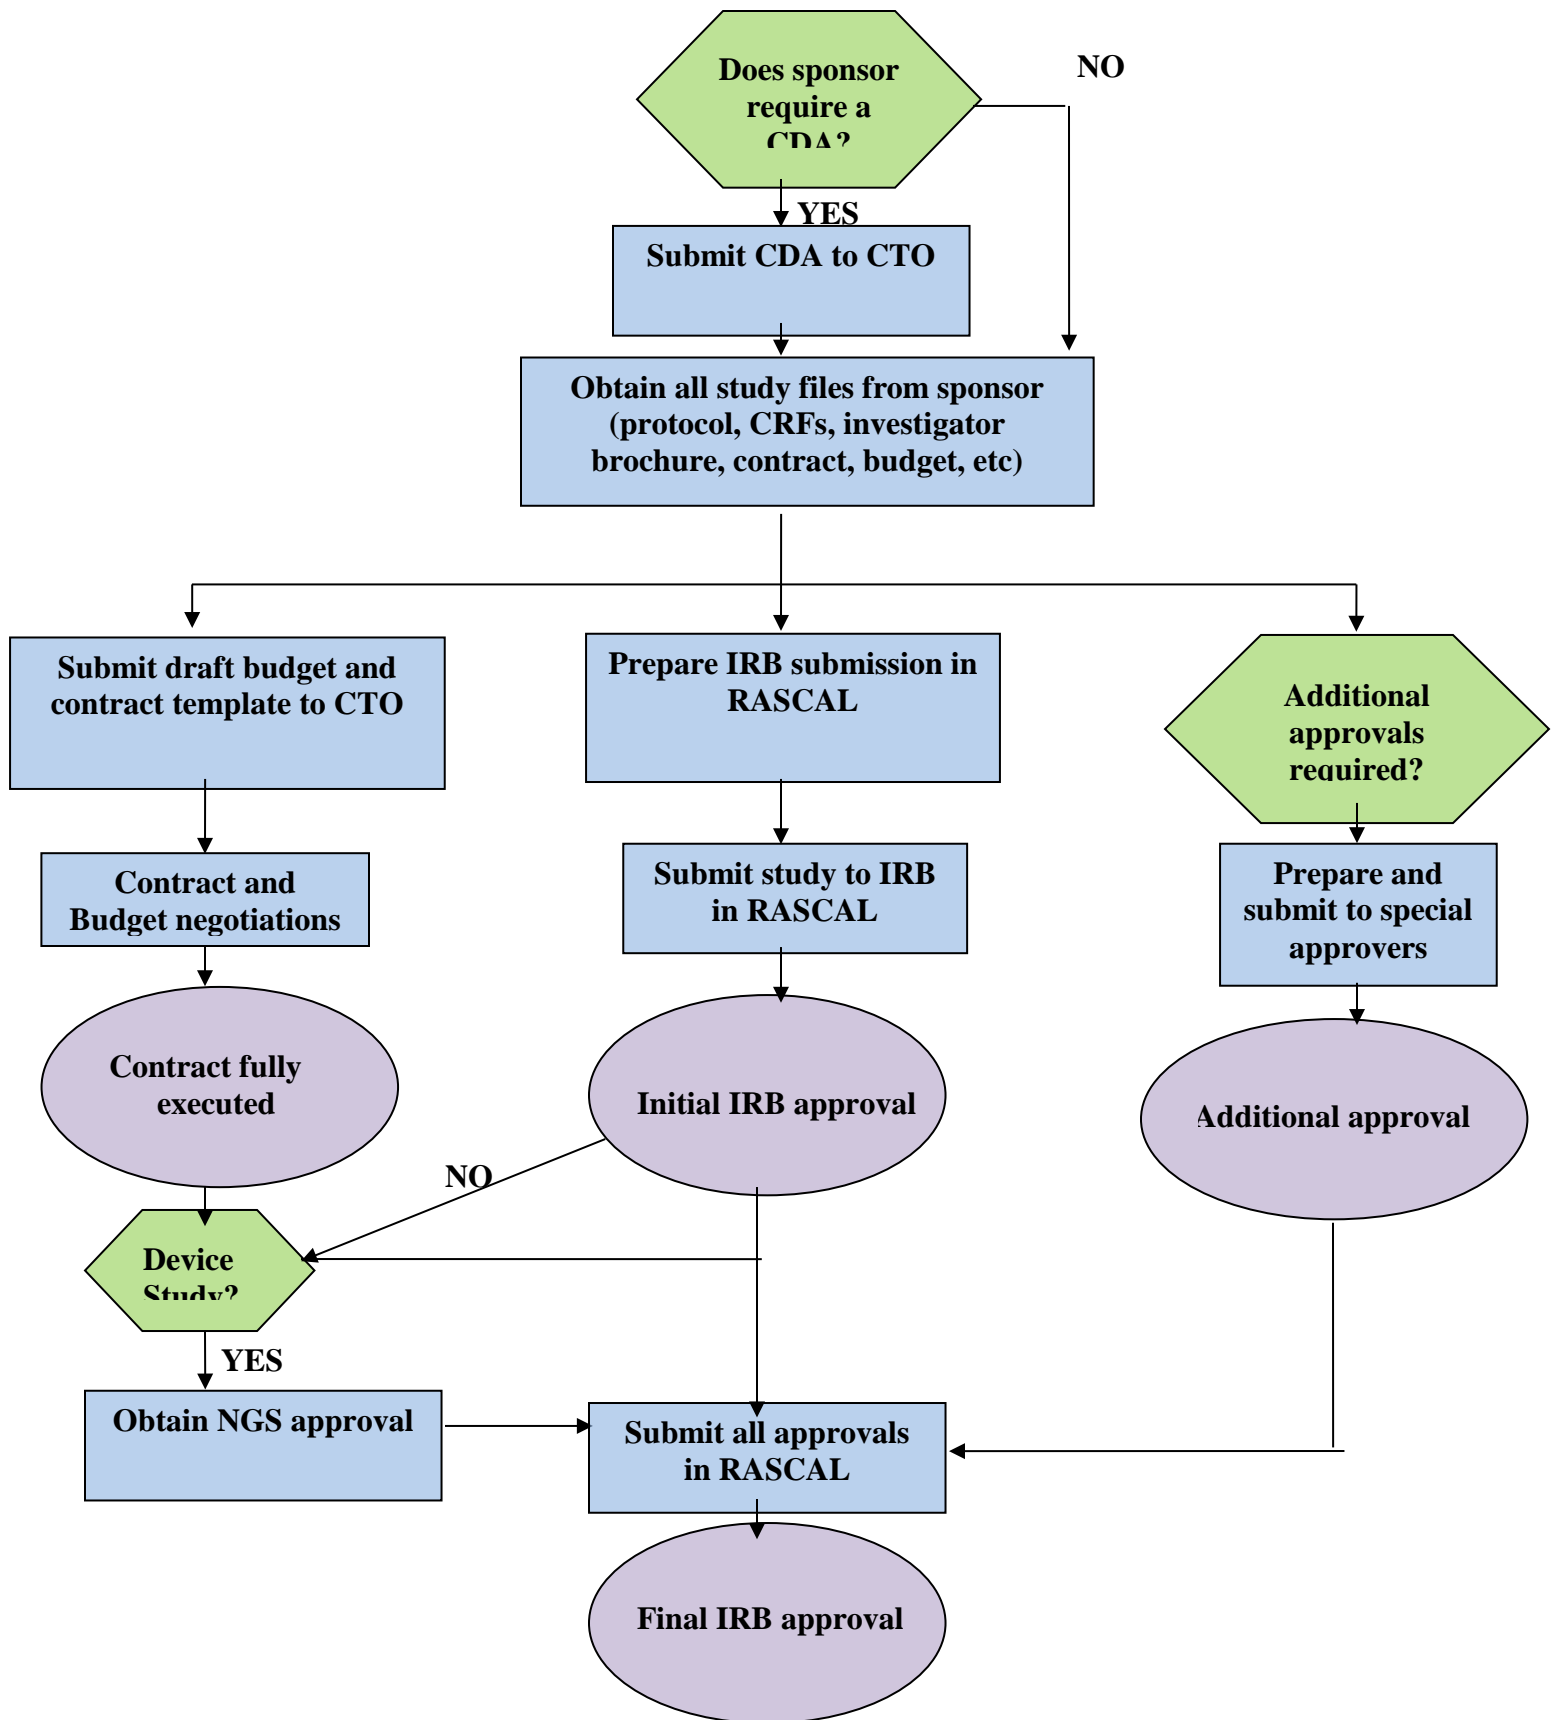 Does sponsor
require a
CDA?
NO
YES
Submit CDA to CTO
Obtain all study files from sponsor
(protocol, CRFs, investigator
brochure, contract, budget, etc)
Submit draft budget and
contract template to CTO
Prepare IRB submission in
RASCAL
Additional
approvals
required?
Contract and
Budget negotiations
Submit study to IRB
in RASCAL
Prepare and
submit to special
approvers
Contract fully
executed
Initial IRB approval
Additional approval
NO
Device
Study?
YES
Obtain NGS approval
Submit all approvals
in RASCAL
Final IRB approval